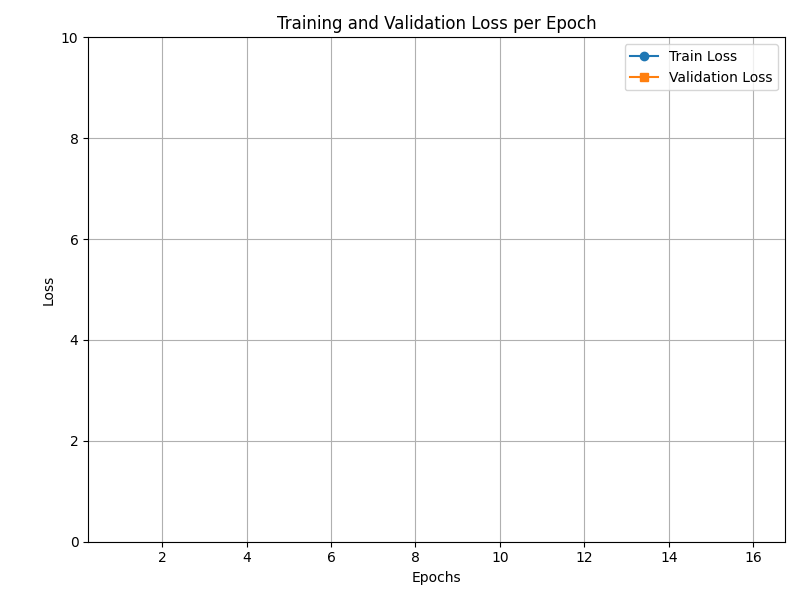 Training and Validation Loss per Epoch
Train Loss
Validation Loss
10
8
6
4
2
0
Loss
2 4 6 8 10 12 14 16
Epochs